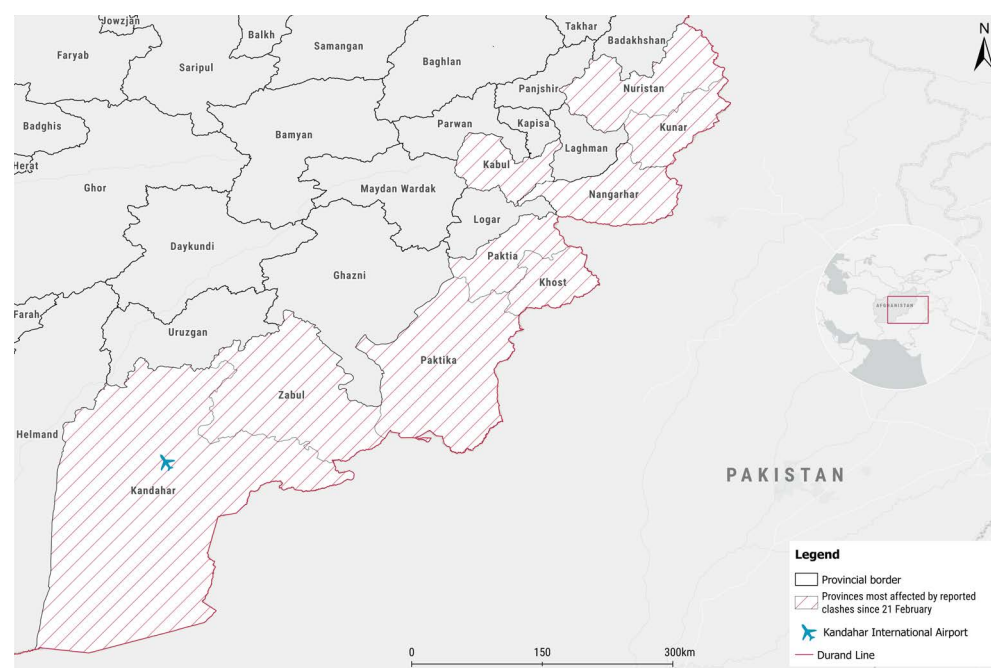 Jowzjan
Takhar
N
Balkh
Badakhshan
Samangan
Faryab
Baghlan
Saripul
Panjshir
Nuristan
Badghis
Parwan
Kapisa
Kunar
Bamyan
Laghman
Herat
Kabul
Ghor
Maydan Wardak
Nangarhar
Logar
Daykundi
Paktia
Ghazni
Khost
AFGHANISTAN
Farah
Uruzgan
Paktika
Zabul
Helmand
PAKISTAN
Kandahar
Legend
Provincial border
Provinces most affected by reported
clashes since 21 February
Kandahar International Airport
Durand Line
0 150 300km